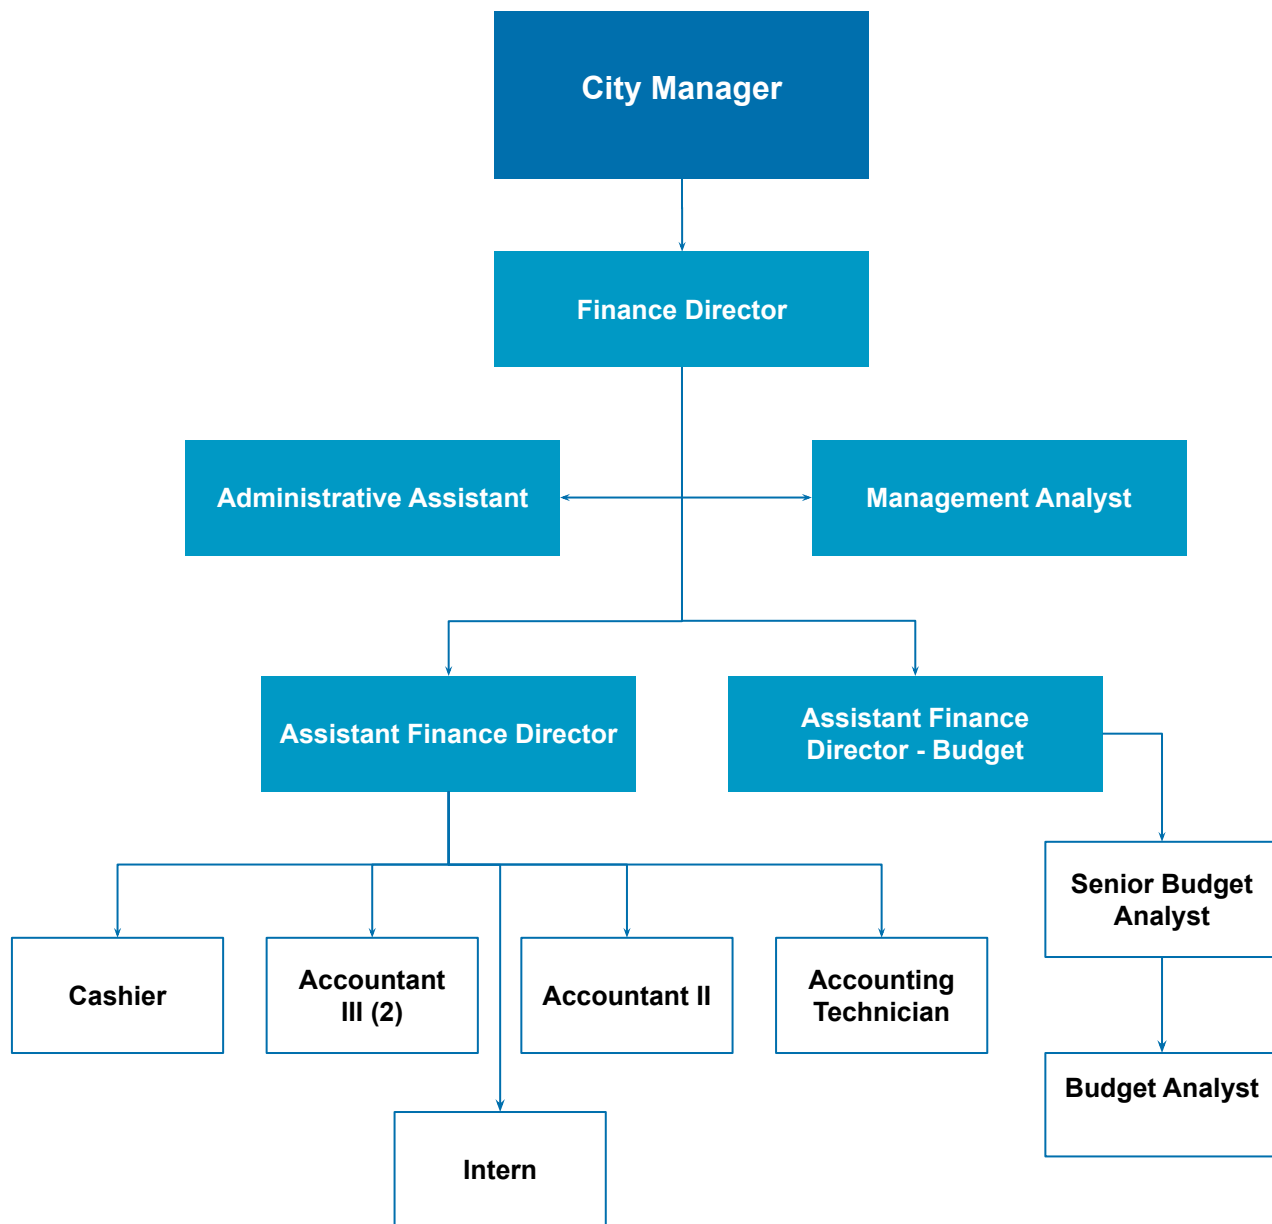 City Manager
Finance Director
Administrative Assistant
Management Analyst
Assistant Finance Director
Assistant Finance
Director - Budget
Senior Budget
Analyst
Cashier
Accountant
III (2)
Accountant II
Accounting
Technician
Budget Analyst
Intern